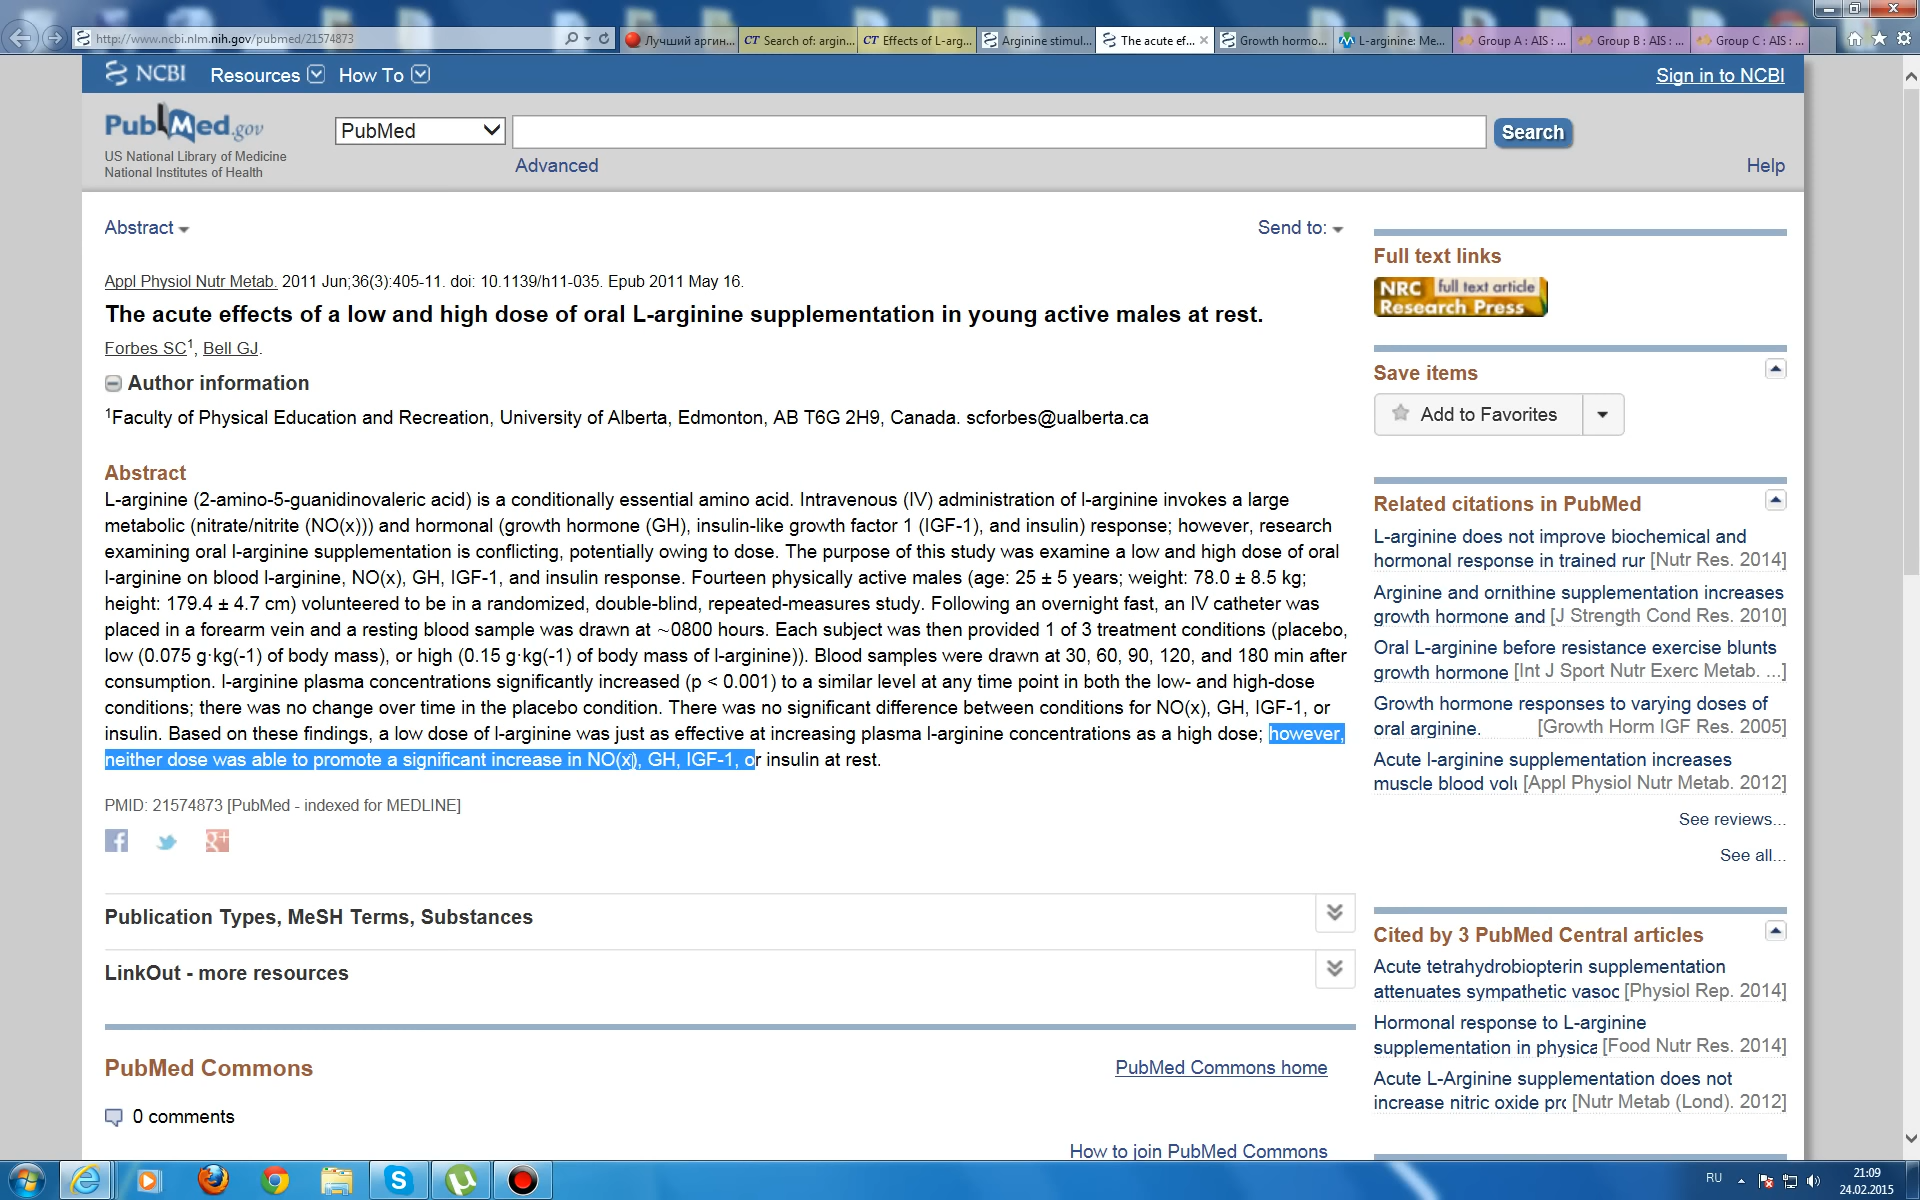 http://www.ncbi.nlm.nih.gov/pubmed/21574873
Лучший аргин...
CT Search of: argin...
CT Effects of L-arg...
Arginine stimul...
The acute ef...
Growth hormo...
L-arginine: Me...
Group A : AIS : ...
Group B : AIS : ...
Group C : AIS : ...
NCBI Resources How To Sign in to NCBI
PubMed.gov
US National Library of Medicine
National Institutes of Health
PubMed
Search
Advanced
Help
Abstract
Send to:
Appl Physiol Nutr Metab. 2011 Jun;36(3):405-11. doi: 10.1139/h11-035. Epub 2011 May 16.
The acute effects of a low and high dose of oral L-arginine supplementation in young active males at rest.
Forbes SC1, Bell GJ.
Author information
1Faculty of Physical Education and Recreation, University of Alberta, Edmonton, AB T6G 2H9, Canada. scforbes@ualberta.ca
Abstract
L-arginine (2-amino-5-guanidinovaleric acid) is a conditionally essential amino acid. Intravenous (IV) administration of l-arginine invokes a large
metabolic (nitrate/nitrite (NO(x))) and hormonal (growth hormone (GH), insulin-like growth factor 1 (IGF-1), and insulin) response; however, research
examining oral l-arginine supplementation is conflicting, potentially owing to dose. The purpose of this study was examine a low and high dose of oral
l-arginine on blood l-arginine, NO(x), GH, IGF-1, and insulin response. Fourteen physically active males (age: 25 ± 5 years; weight: 78.0 ± 8.5 kg;
height: 179.4 ± 4.7 cm) volunteered to be in a randomized, double-blind, repeated-measures study. Following an overnight fast, an IV catheter was
placed in a forearm vein and a resting blood sample was drawn at ~0800 hours. Each subject was then provided 1 of 3 treatment conditions (placebo,
low (0.075 g·kg(-1) of body mass), or high (0.15 g·kg(-1) of body mass of l-arginine)). Blood samples were drawn at 30, 60, 90, 120, and 180 min after
consumption. l-arginine plasma concentrations significantly increased (p < 0.001) to a similar level at any time point in both the low- and high-dose
conditions; there was no change over time in the placebo condition. There was no significant difference between conditions for NO(x), GH, IGF-1, or
insulin. Based on these findings, a low dose of l-arginine was just as effective at increasing plasma l-arginine concentrations as a high dose; however,
neither dose was able to promote a significant increase in NO(x), GH, IGF-1, or insulin at rest.
PMID: 21574873 [PubMed - indexed for MEDLINE]
Publication Types, MeSH Terms, Substances
LinkOut - more resources
PubMed Commons
PubMed Commons home
0 comments
How to join PubMed Commons
Full text links
NRC full text article
Research Press
Save items
Add to Favorites
Related citations in PubMed
L-arginine does not improve biochemical and
hormonal response in trained rur [Nutr Res. 2014]
Arginine and ornithine supplementation increases
growth hormone and [J Strength Cond Res. 2010]
Oral L-arginine before resistance exercise blunts
growth hormone [Int J Sport Nutr Exerc Metab. ...]
Growth hormone responses to varying doses of
oral arginine. [Growth Horm IGF Res. 2005]
Acute l-arginine supplementation increases
muscle blood volu [Appl Physiol Nutr Metab. 2012]
See reviews...
See all...
Cited by 3 PubMed Central articles
Acute tetrahydrobiopterin supplementation
attenuates sympathetic vasoc [Physiol Rep. 2014]
Hormonal response to L-arginine
supplementation in physica [Food Nutr Res. 2014]
Acute L-Arginine supplementation does not
increase nitric oxide pro [Nutr Metab (Lond). 2012]
RU
21:09
24.02.2015